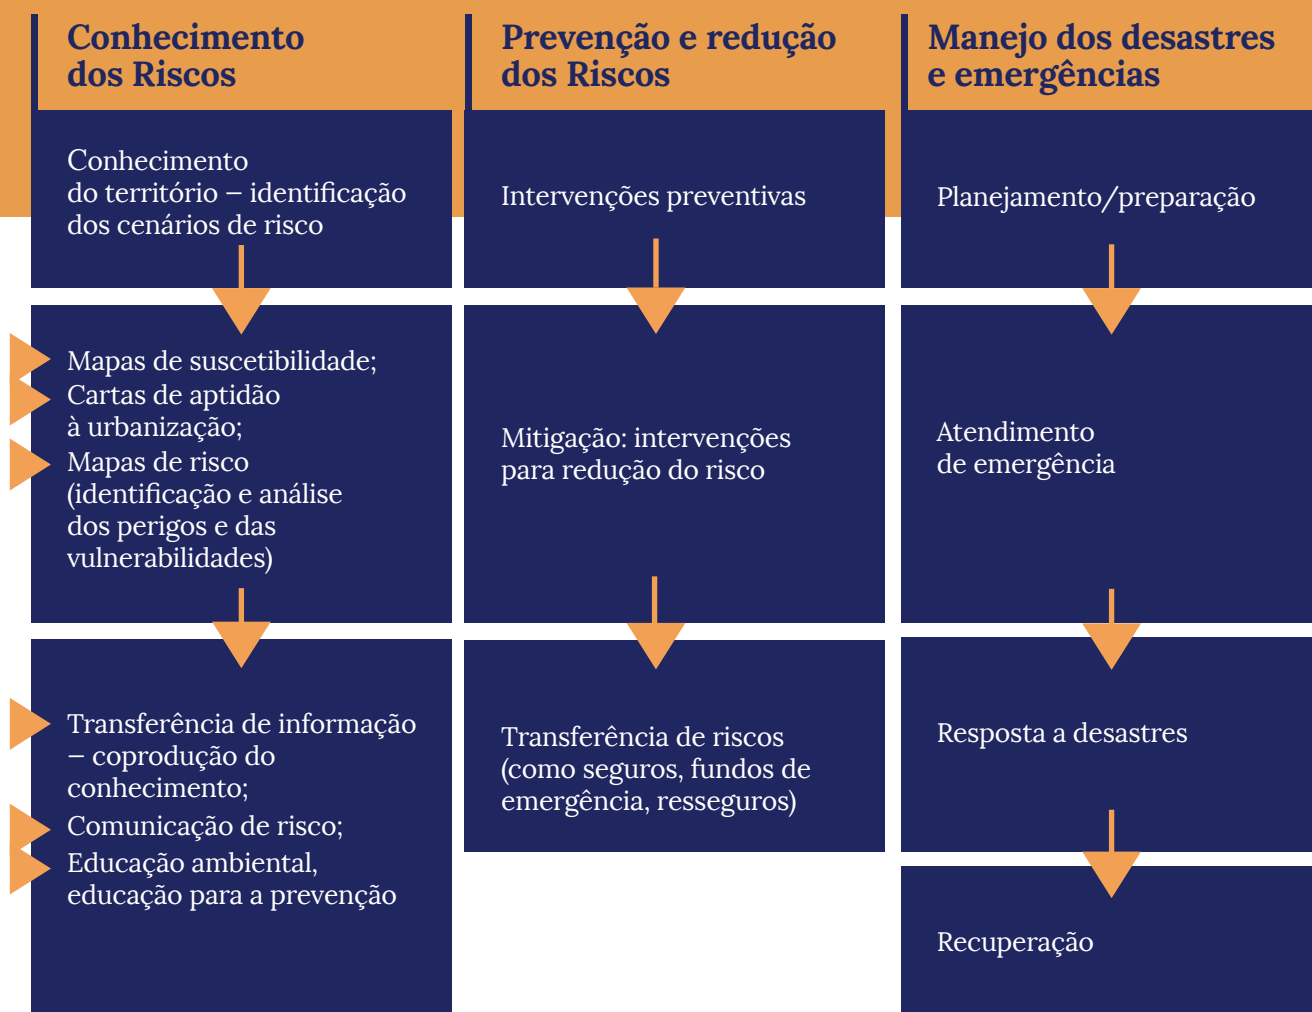 Conhecimento
dos Riscos
Conhecimento
do território – identificação
dos cenários de risco
Mapas de suscetibilidade;
Cartas de aptidão
à urbanização;
Mapas de risco
(identificação e análise
dos perigos e das
vulnerabilidades)
Transferência de informação
– coprodução do
conhecimento;
Comunicação de risco;
Educação ambiental,
educação para a prevenção
Prevenção e redução
dos Riscos
Intervenções preventivas
Mitigação: intervenções
para redução do risco
Transferência de riscos
(como seguros, fundos de
emergência, resseguros)
Manejo dos desastres
e emergências
Planejamento/preparação
Atendimento
de emergência
Resposta a desastres
Recuperação